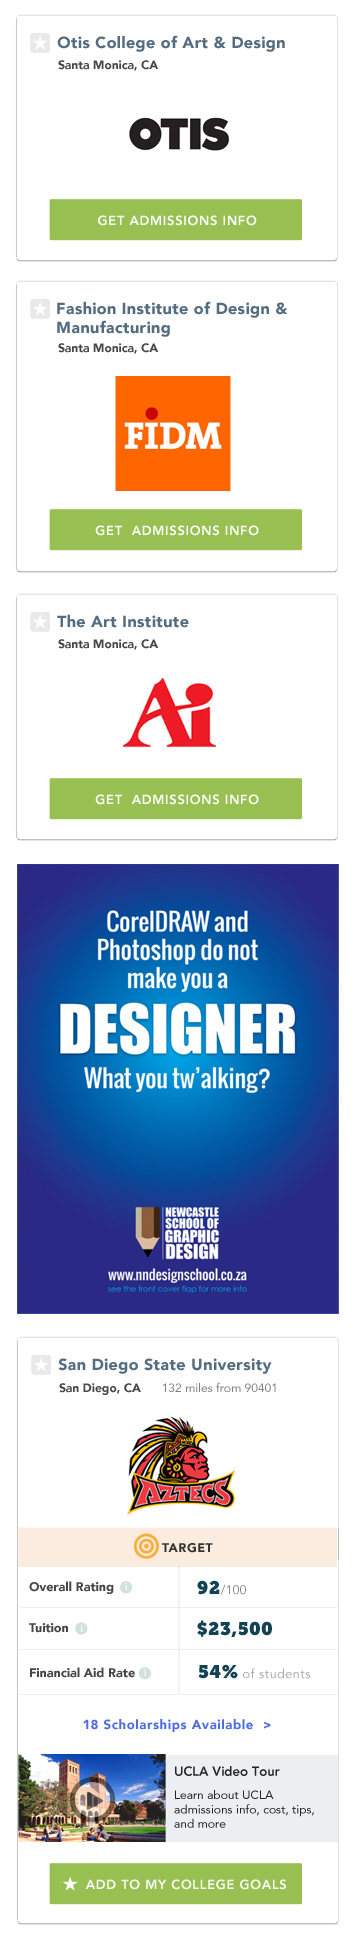 Otis College of Art & Design
Santa Monica, CA
OTIS
GET ADMISSIONS INFO
Fashion Institute of Design &
Manufacturing
Santa Monica, CA
FIDM
GET ADMISSIONS INFO
The Art Institute
Santa Monica, CA
Ai
GET ADMISSIONS INFO
CorelDRAW and
Photoshop do not
make you a
DESIGNER
What you tw'alking?
NEWCASTLE
SCHOOL OF
GRAPHIC
DESIGN
www.nndesignschool.co.za
see the front cover flap for more info
San Diego State University
San Diego, CA 132 miles from 90401
AZTECS
TARGET
Overall Rating i 92/100
Tuition i $23,500
Financial Aid Rate i 54% of students
18 Scholarships Available >
UCLA Video Tour
Learn about UCLA
admissions info, cost, tips,
and more
ADD TO MY COLLEGE GOALS